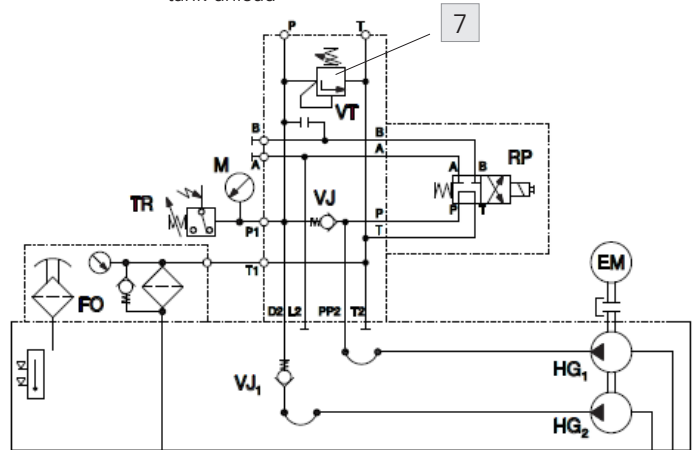 P T
7
VT
B B
A A
A B RP
M
TR VJ
P T
P
P1
T
T1
EM
FO
D2 L2 PP2 T2
HG1
VJ1
HG2